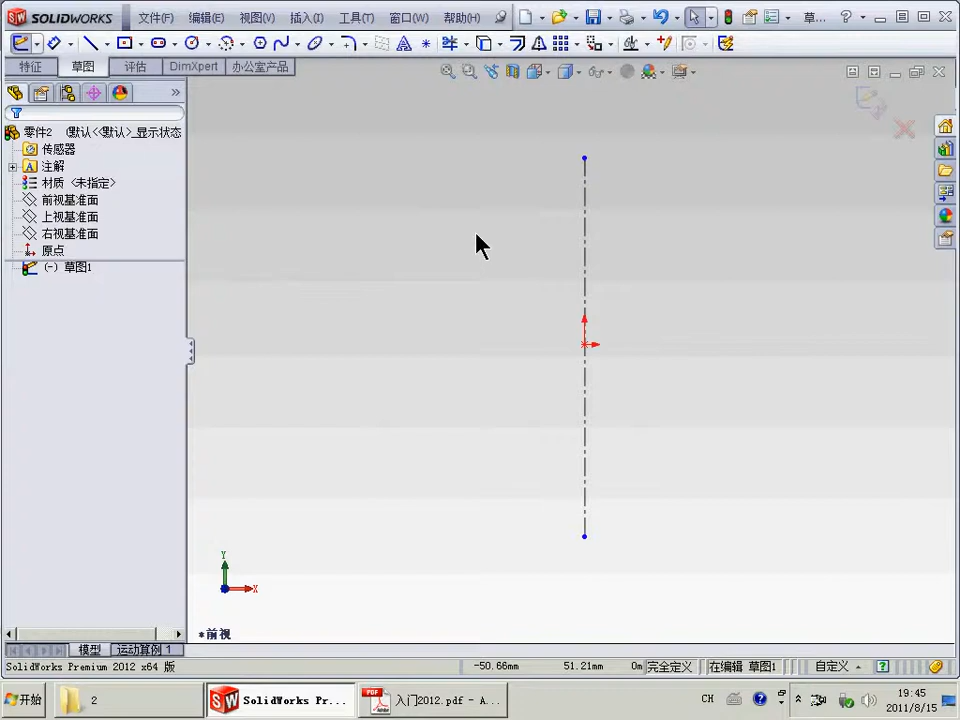 SOLIDWORKS 文件(F) 编辑(E) 视图(V) 插入(I) 工具(T) 窗口(W) 帮助(H) 草...
特征 草图 评估 DimXpert 办公室产品
零件2 (默认<<默认>_显示状态
传感器
注解
材质 <未指定>
前视基准面
上视基准面
右视基准面
原点
(-) 草图1
Y
X
*前视
模型 运动算例 1
SolidWorks Premium 2012 x64 版 -50.66mm 51.21mm 0m 完全定义 在编辑 草图1 自定义
开始 2 SolidWorks Pr... 入门2012.pdf - A... CH 19:45
2011/8/15